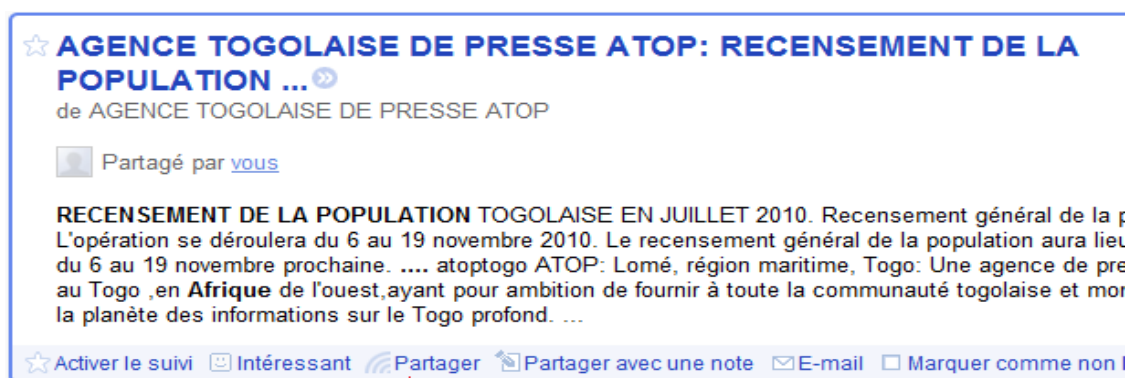 AGENCE TOGOLAISE DE PRESSE ATOP: RECENSEMENT DE LA
POPULATION ...
de AGENCE TOGOLAISE DE PRESSE ATOP
Partagé par vous
RECENSEMENT DE LA POPULATION TOGOLAISE EN JUILLET 2010. Recensement général de la
L'opération se déroulera du 6 au 19 novembre 2010. Le recensement général de la population aura
du 6 au 19 novembre prochaine. .... atoptogo ATOP: Lomé, région maritime, Togo: Une agence de
au Togo ,en Afrique de l'ouest,ayant pour ambition de fournir à toute la communauté togolaise et
la planète des informations sur le Togo profond. ...
Activer le suivi Intéressant Partager Partager avec une note E-mail Marquer comme non